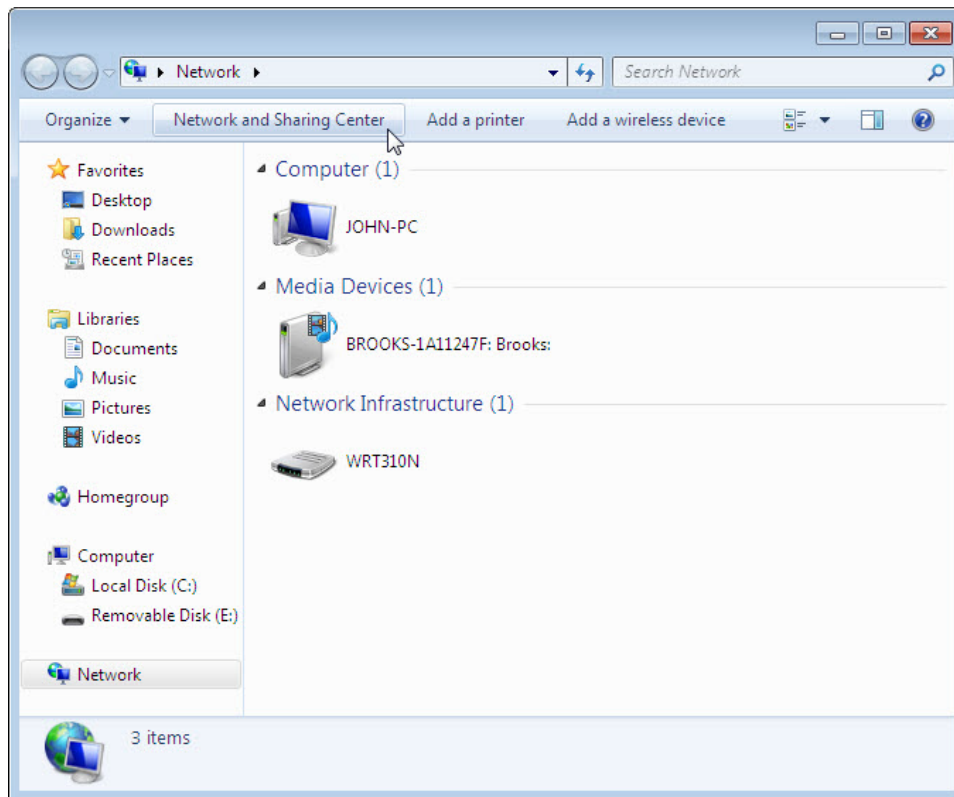 Network
Search Network
Organize Network and Sharing Center Add a printer Add a wireless device
Favorites
Desktop
Downloads
Recent Places
Libraries
Documents
Music
Pictures
Videos
Homegroup
Computer
Local Disk (C:)
Removable Disk (E:)
Network
Computer (1)
JOHN-PC
Media Devices (1)
BROOKS-1A11247F: Brooks:
Network Infrastructure (1)
WRT310N
3 items